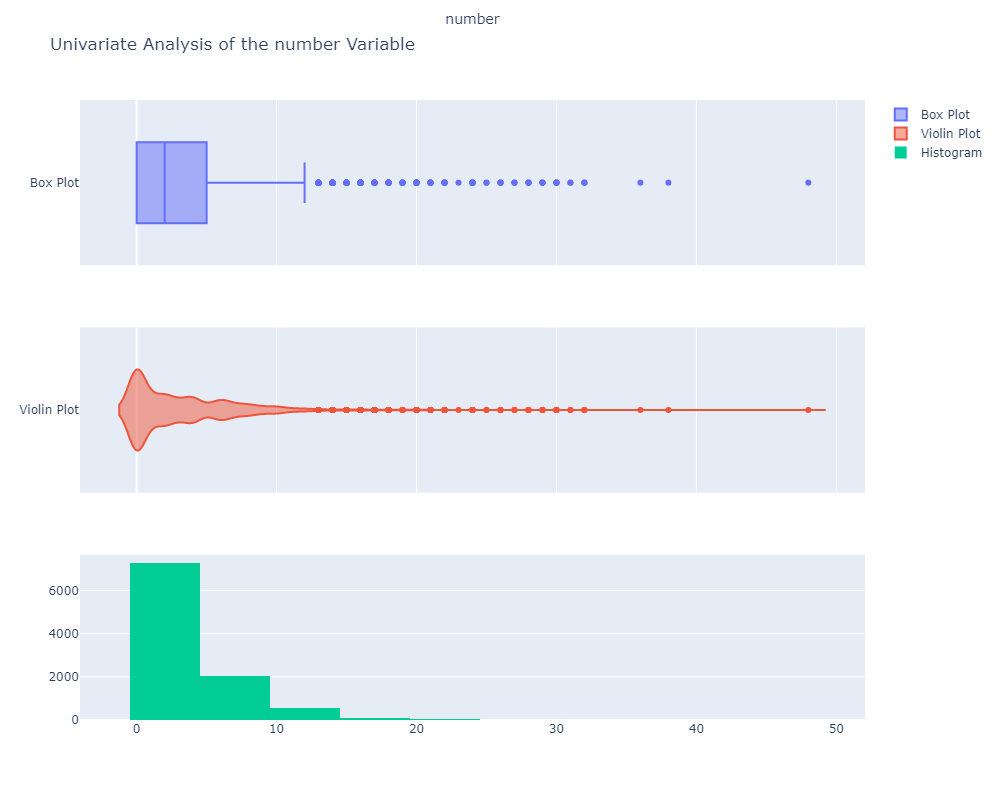 number
Univariate Analysis of the number Variable
Box Plot
Box Plot
Violin Plot
Histogram
Violin Plot
6000
4000
2000
0
0 10 20 30 40 50